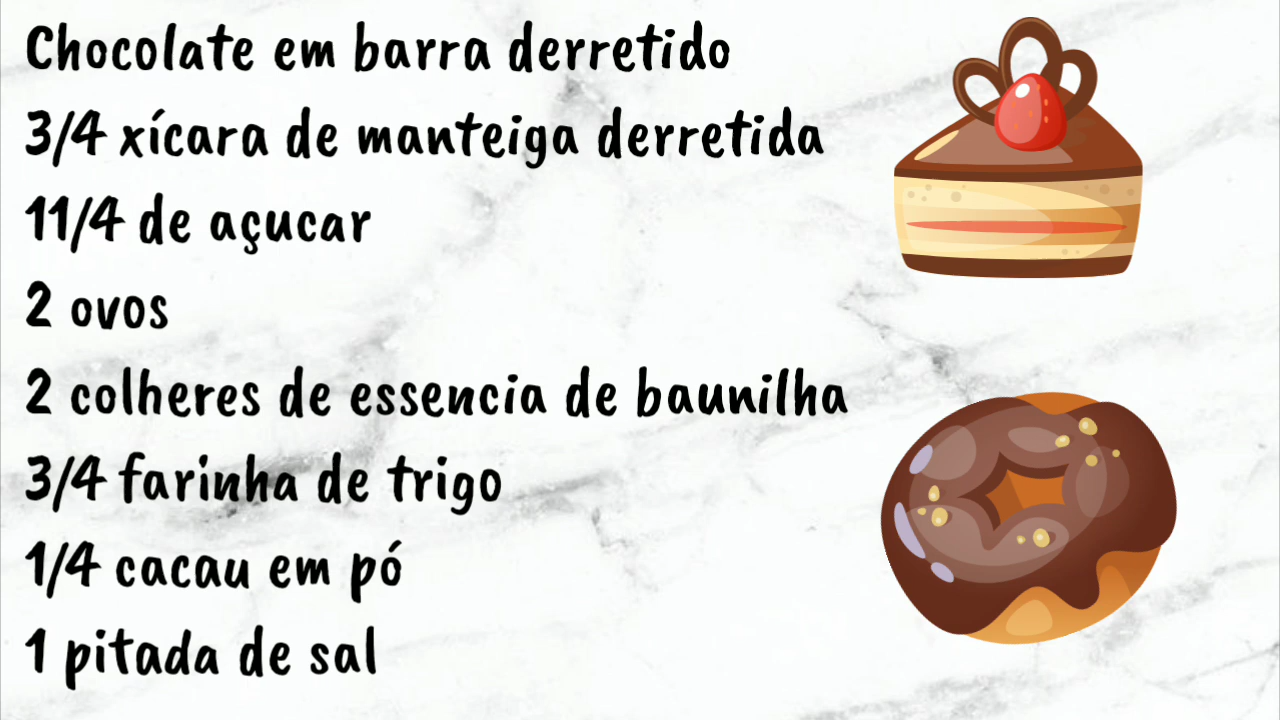 Chocolate em barra derretido
3/4 xícara de manteiga derretida
11/4 de açucar
2 ovos
2 colheres de essencia de baunilha
3/4 farinha de trigo
1/4 cacau em pó
1 pitada de sal